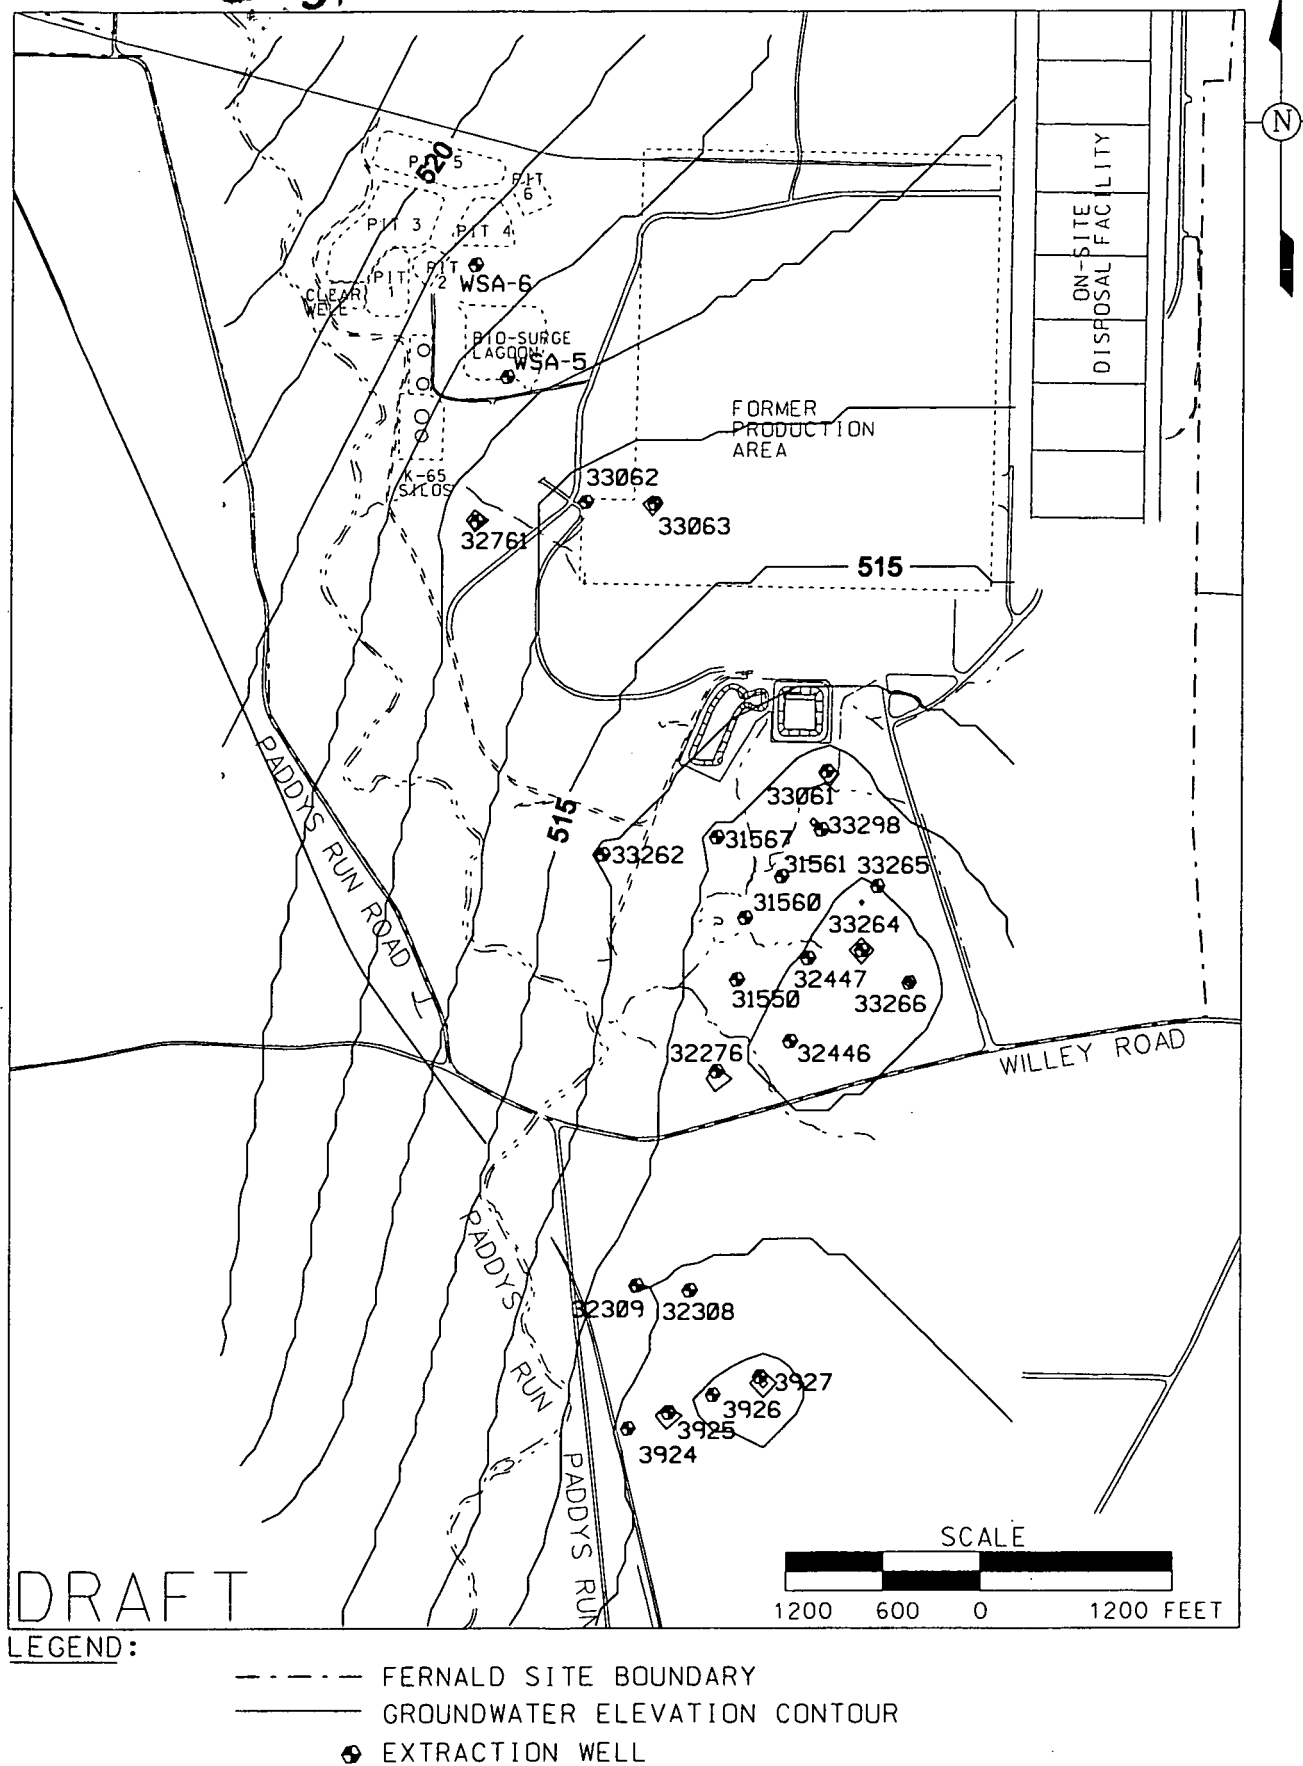 N
PIT 5
520
PIT
6
PIT 3
PIT 4
PIT
1
PIT
2
WSA-6
CLEAR
WELL
BIO-SURGE
LAGOON
WSA-5
K-65
SILOS
ON-SITE
DISPOSAL FACILITY
FORMER
PRODUCTION
AREA
33062
33063
32761
515
PADDYS RUN ROAD
515
33061
33298
31567
33262
31561
33265
31560
33264
32447
31550
33266
32276
32446
WILLEY ROAD
PADDYS RUN
32309
32308
3927
3926
3925
3924
PADDYS RUN
SCALE
1200 600 0 1200 FEET
DRAFT
LEGEND:
FERNALD SITE BOUNDARY
GROUNDWATER ELEVATION CONTOUR
EXTRACTION WELL